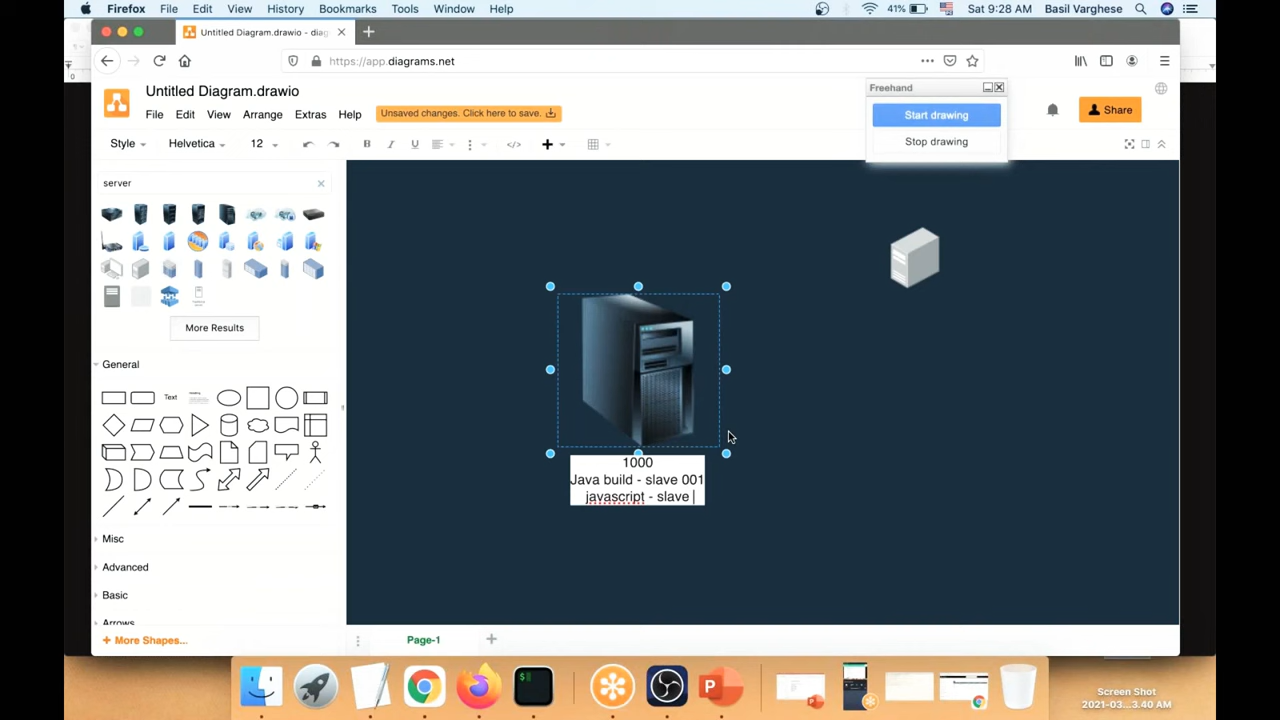 Firefox File Edit View History Bookmarks Tools Window Help 41% Sat 9:28 AM Basil Varghese
Untitled Diagram.drawio - diag
https://app.diagrams.net
Untitled Diagram.drawio
File Edit View Arrange Extras Help Unsaved changes. Click here to save.
Share
Freehand
Start drawing
Stop drawing
Style Helvetica 12 B I U
server
More Results
General
Text
Heading
Misc
Advanced
Basic
Arrows
More Shapes...
1000
Java build - slave 001
javascript - slave
Page-1
Screen Shot
2021-03...3.40 AM